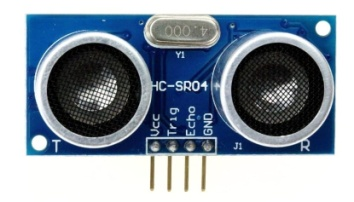 4.000
Y1
HC-SR04
Vcc
Trig
Echo
GND
J1
T
R